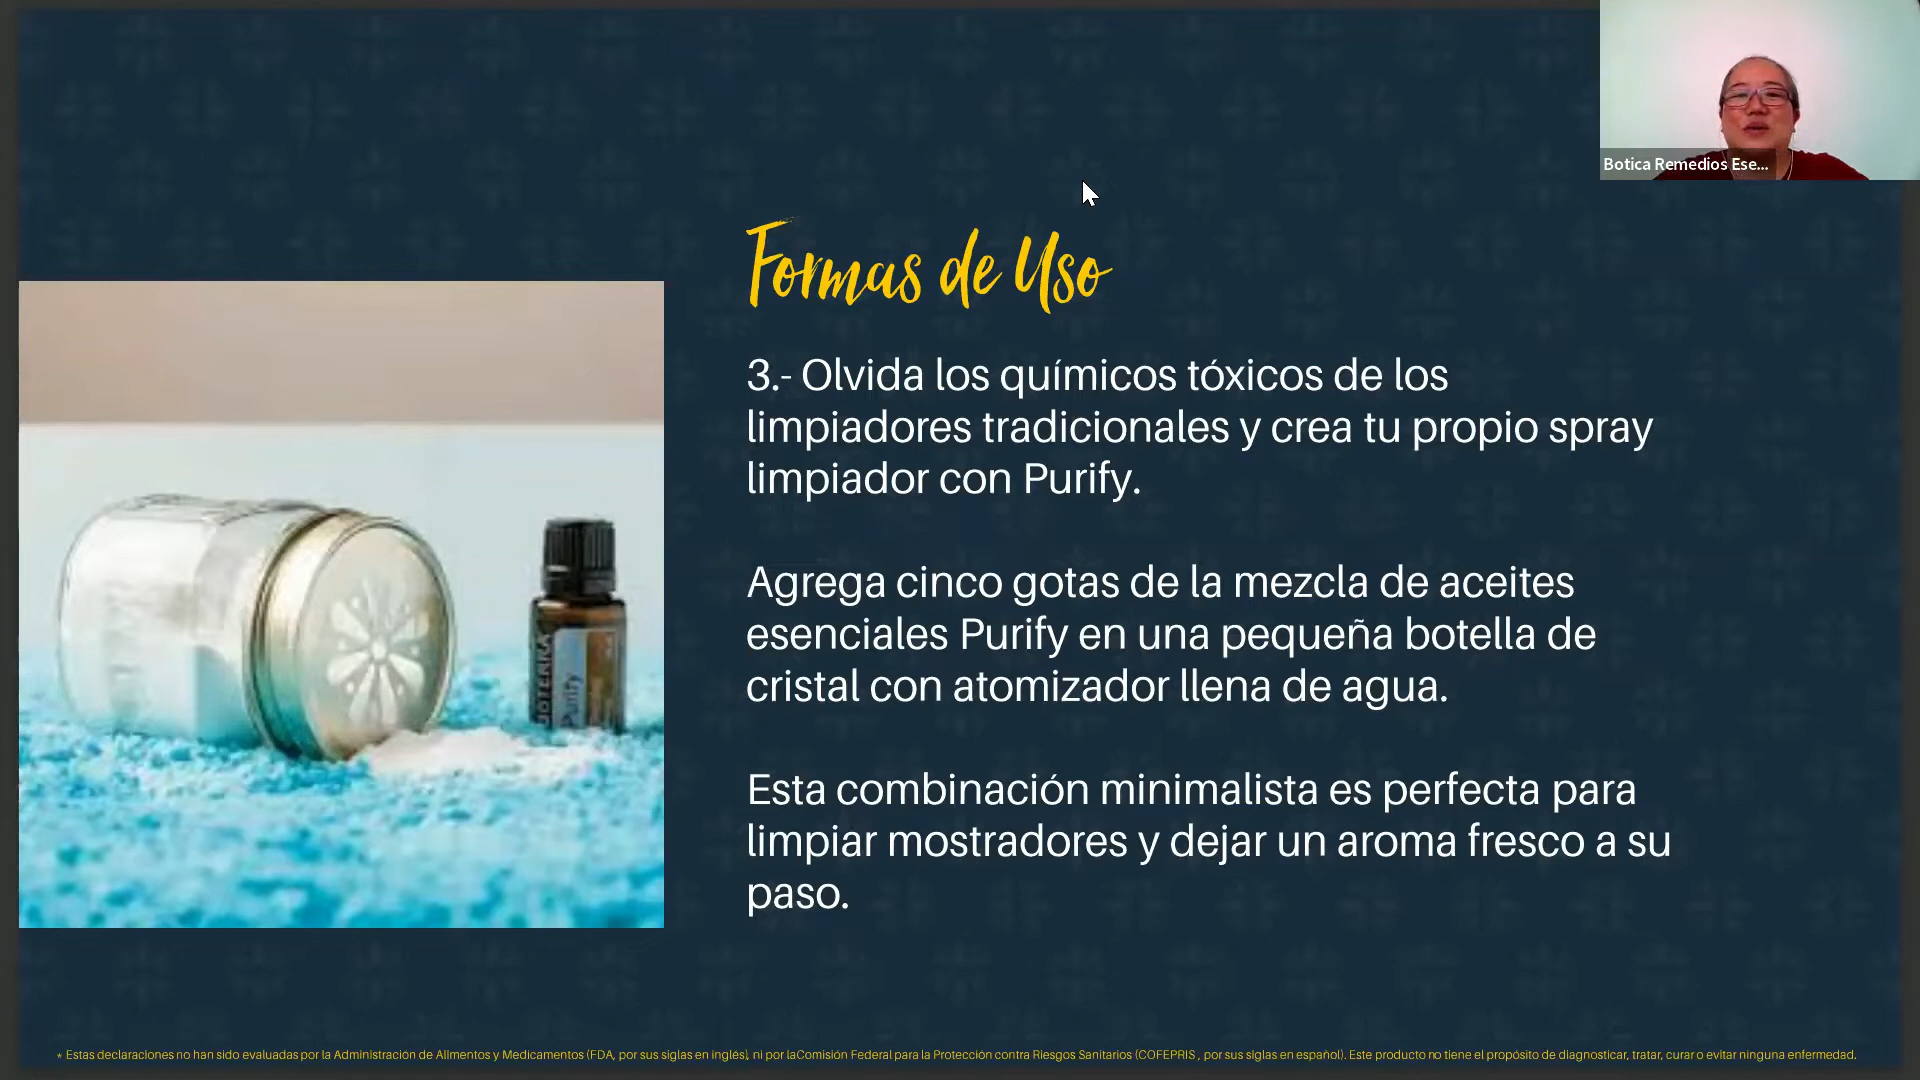 Botica Remedios Ese...
Formas de Uso
3.- Olvida los químicos tóxicos de los
limpiadores tradicionales y crea tu propio spray
limpiador con Purify.
Agrega cinco gotas de la mezcla de aceites
esenciales Purify en una pequeña botella de
cristal con atomizador llena de agua.
Esta combinación minimalista es perfecta para
limpiar mostradores y dejar un aroma fresco a su
paso.
dōTERRA
Purify
* Estas declaraciones no han sido evaluadas por la Administración de Alimentos y Medicamentos (FDA, por sus siglas en inglés), ni por laComisión Federal para la Protección contra Riesgos Sanitarios (COFEPRIS , por sus siglas en español). Este producto no tiene el propósito de diagnosticar, tratar, curar o evitar ninguna enfermedad.